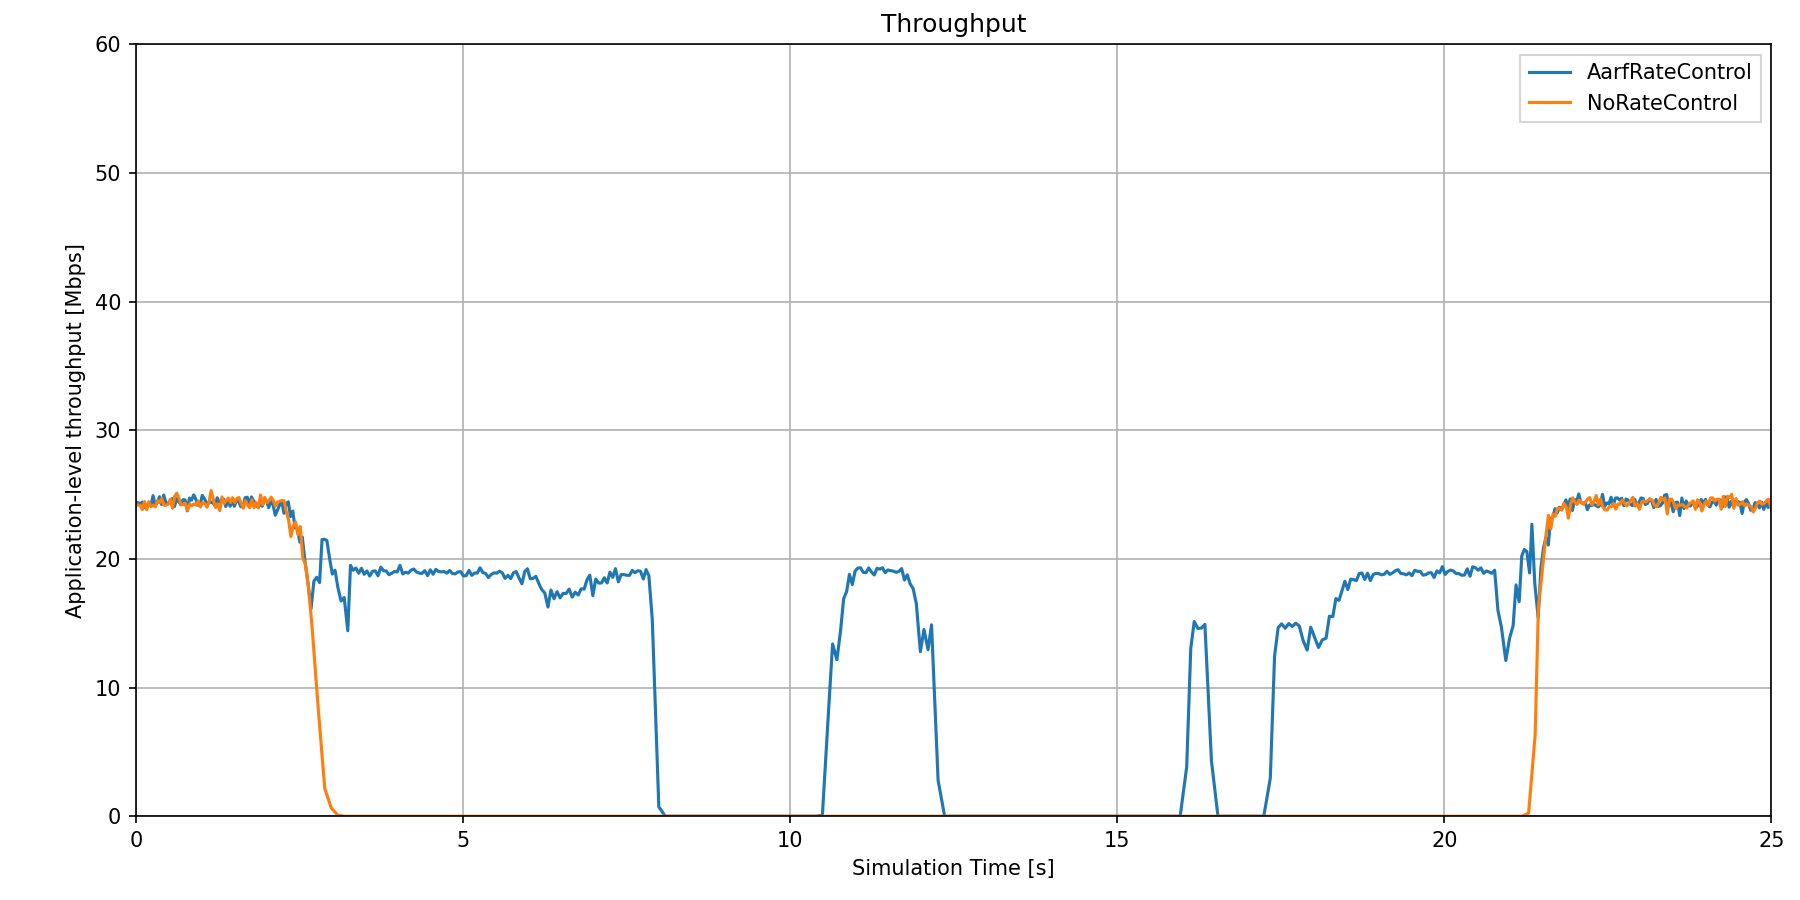 Throughput
60
50
40
30
20
10
0
Application-level throughput [Mbps]
AarfRateControl
NoRateControl
0 5 10 15 20 25
Simulation Time [s]